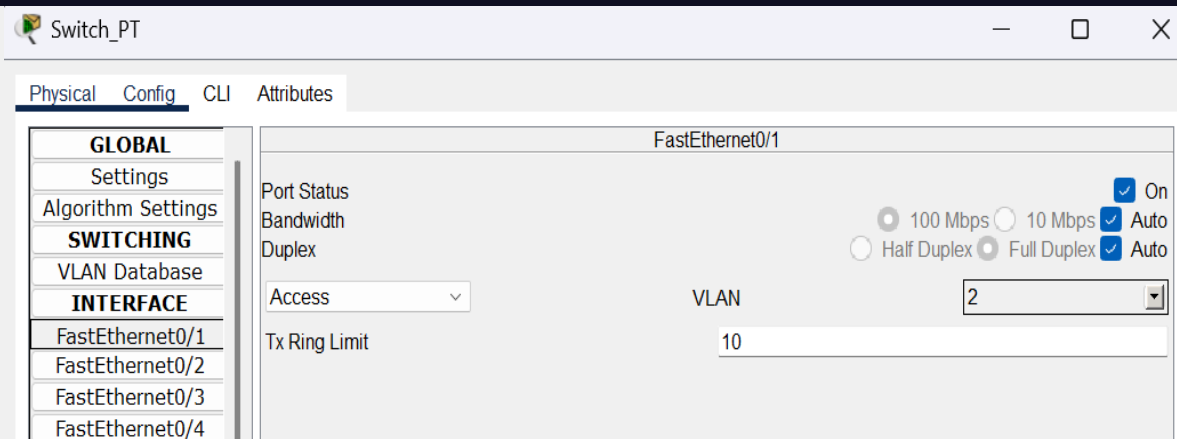 Switch_PT
Physical Config CLI Attributes
GLOBAL
Settings
Algorithm Settings
SWITCHING
VLAN Database
INTERFACE
FastEthernet0/1
FastEthernet0/2
FastEthernet0/3
FastEthernet0/4
FastEthernet0/1
Port Status On
Bandwidth 100 Mbps 10 Mbps Auto
Duplex Half Duplex Full Duplex Auto
Access VLAN 2
Tx Ring Limit 10